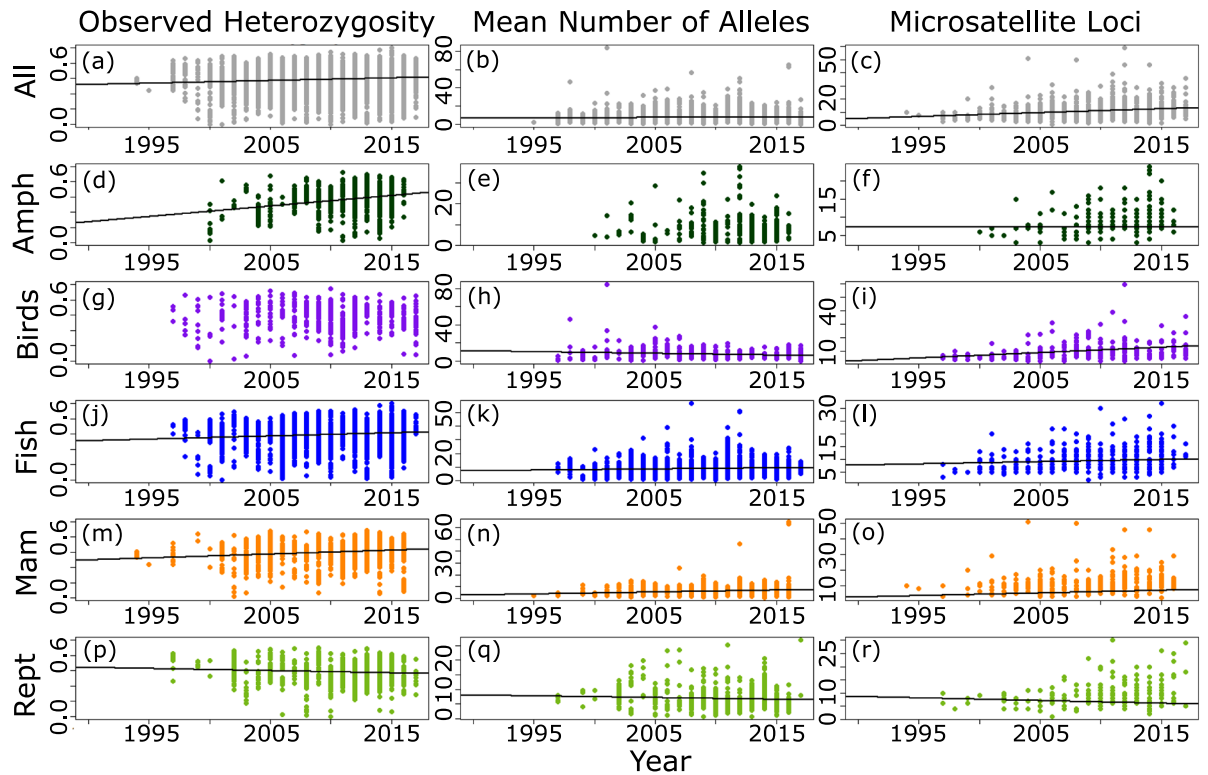 Observed Heterozygosity Mean Number of Alleles Microsatellite Loci
All
(a) 0.6 0.0 1995 2005 2015
(b) 80 40 0 1995 2005 2015
(c) 50 20 0 1995 2005 2015
Amph
(d) 0.6 0.0 1995 2005 2015
(e) 20 0 1995 2005 2015
(f) 15 5 1995 2005 2015
Birds
(g) 0.6 0.0 1995 2005 2015
(h) 80 40 0 1995 2005 2015
(i) 40 10 1995 2005 2015
Fish
(j) 0.6 0.0 1995 2005 2015
(k) 50 20 0 1995 2005 2015
(l) 30 15 5 1995 2005 2015
Mam
(m) 0.6 0.0 1995 2005 2015
(n) 60 30 0 1995 2005 2015
(o) 50 30 10 1995 2005 2015
Rept
(p) 0.6 0.0 1995 2005 2015
(q) 20 10 0 1995 2005 2015
(r) 25 15 5 0 1995 2005 2015
Year